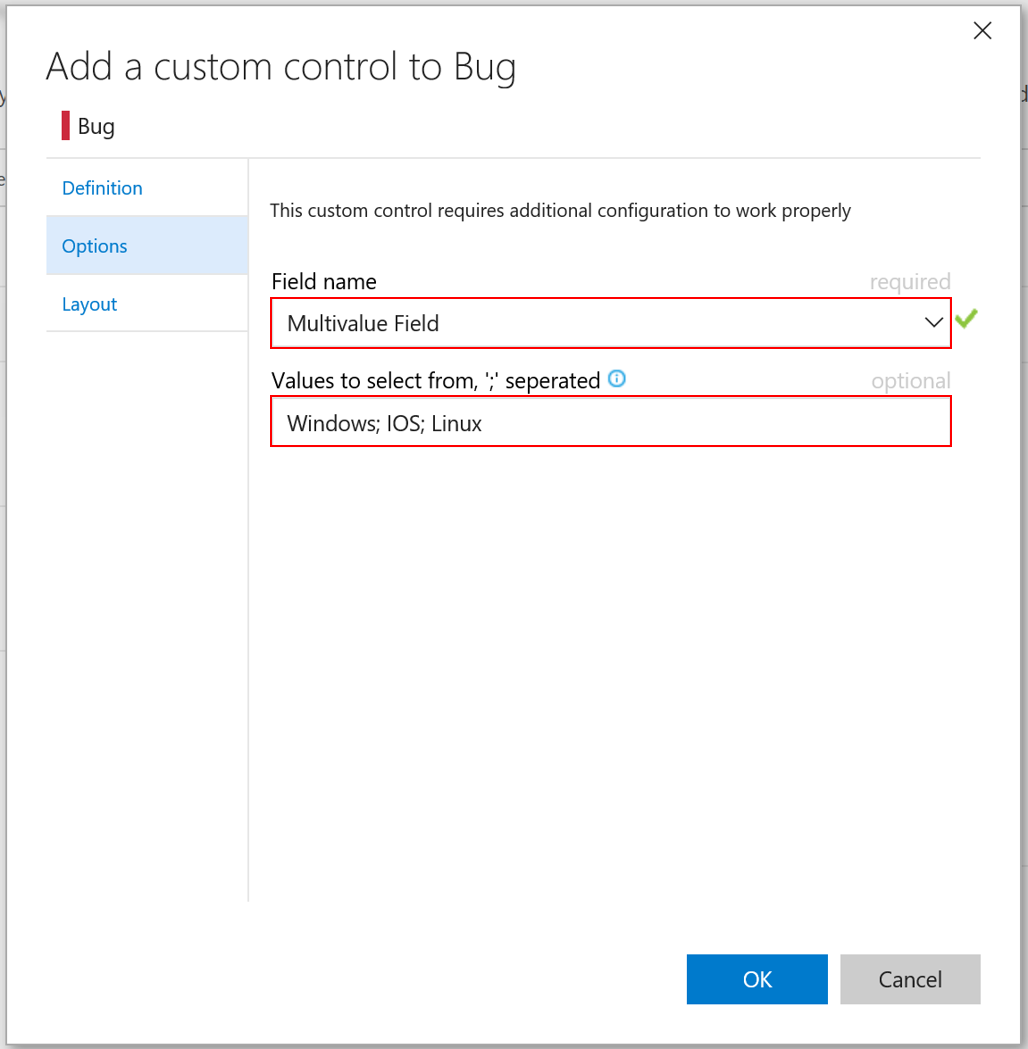 Add a custom control to Bug
Bug
Definition
Options
Layout
This custom control requires additional configuration to work properly
Field name required
Multivalue Field
Values to select from, ';' seperated optional
Windows; IOS; Linux
OK Cancel